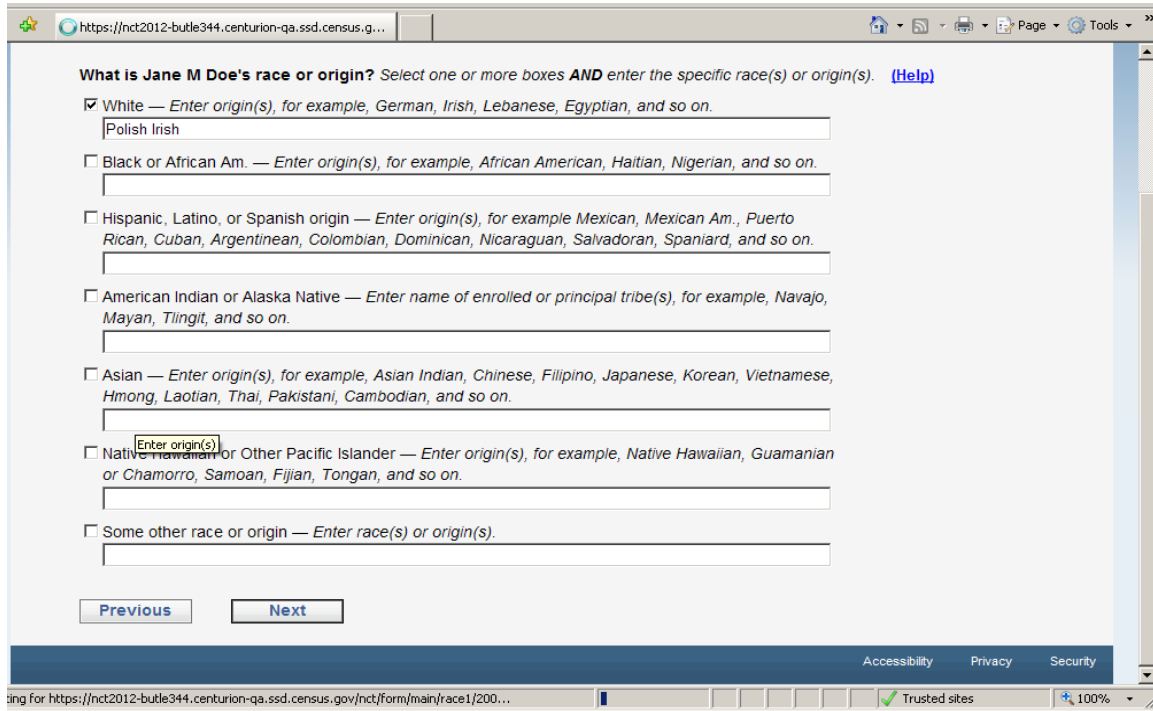 https://nct2012-butle344.centurion-qa.ssd.census.g...
Page
Tools
»
What is Jane M Doe's race or origin? Select one or more boxes AND enter the specific race(s) or origin(s). (Help)
White — Enter origin(s), for example, German, Irish, Lebanese, Egyptian, and so on.
Polish Irish
Black or African Am. — Enter origin(s), for example, African American, Haitian, Nigerian, and so on.
Hispanic, Latino, or Spanish origin — Enter origin(s), for example Mexican, Mexican Am., Puerto
Rican, Cuban, Argentinean, Colombian, Dominican, Nicaraguan, Salvadoran, Spaniard, and so on.
American Indian or Alaska Native — Enter name of enrolled or principal tribe(s), for example, Navajo,
Mayan, Tlingit, and so on.
Asian — Enter origin(s), for example, Asian Indian, Chinese, Filipino, Japanese, Korean, Vietnamese,
Hmong, Laotian, Thai, Pakistani, Cambodian, and so on.
Enter origin(s)
Native Hawaiian or Other Pacific Islander — Enter origin(s), for example, Native Hawaiian, Guamanian
or Chamorro, Samoan, Fijian, Tongan, and so on.
Some other race or origin — Enter race(s) or origin(s).
Previous
Next
Accessibility
Privacy
Security
ting for https://nct2012-butle344.centurion-qa.ssd.census.gov/nct/form/main/race1/200...
Trusted sites
100%